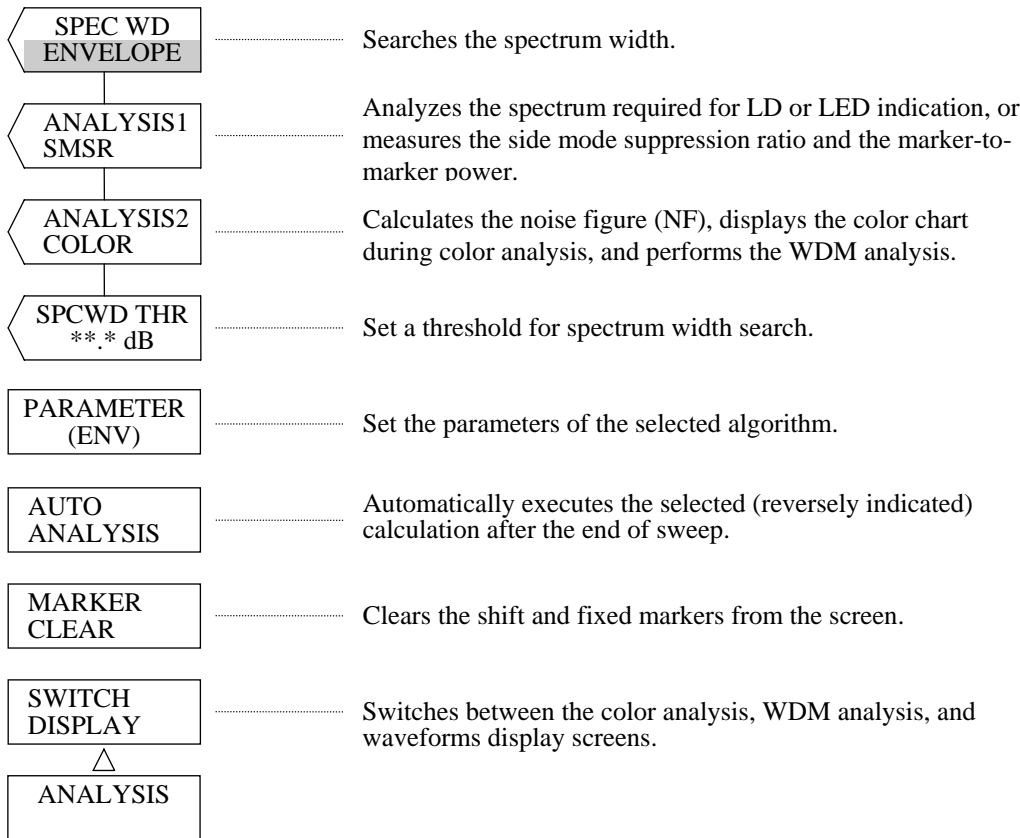 SPEC WD
ENVELOPE
Searches the spectrum width.
ANALYSIS1
SMSR
Analyzes the spectrum required for LD or LED indication, or
measures the side mode suppression ratio and the marker-to-
marker power.
ANALYSIS2
COLOR
Calculates the noise figure (NF), displays the color chart
during color analysis, and performs the WDM analysis.
SPCWD THR
**.* dB
Set a threshold for spectrum width search.
PARAMETER
(ENV)
Set the parameters of the selected algorithm.
AUTO
ANALYSIS
Automatically executes the selected (reversely indicated)
calculation after the end of sweep.
MARKER
CLEAR
Clears the shift and fixed markers from the screen.
SWITCH
DISPLAY
Switches between the color analysis, WDM analysis, and
waveforms display screens.
ANALYSIS